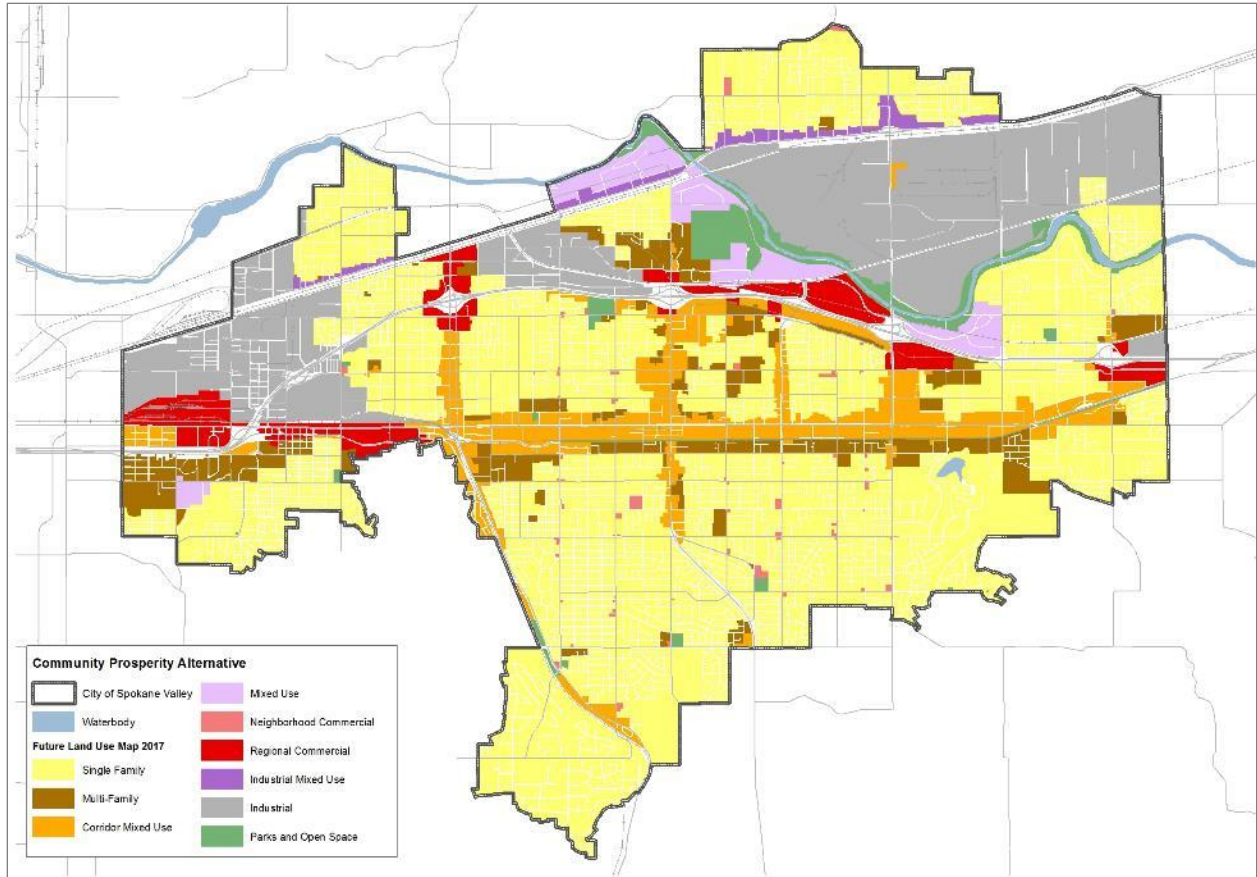 Community Prosperity Alternative
City of Spokane Valley
Waterbody
Future Land Use Map 2017
Single Family
Multi-Family
Corridor Mixed Use
Mixed Use
Neighborhood Commercial
Regional Commercial
Industrial Mixed Use
Industrial
Parks and Open Space